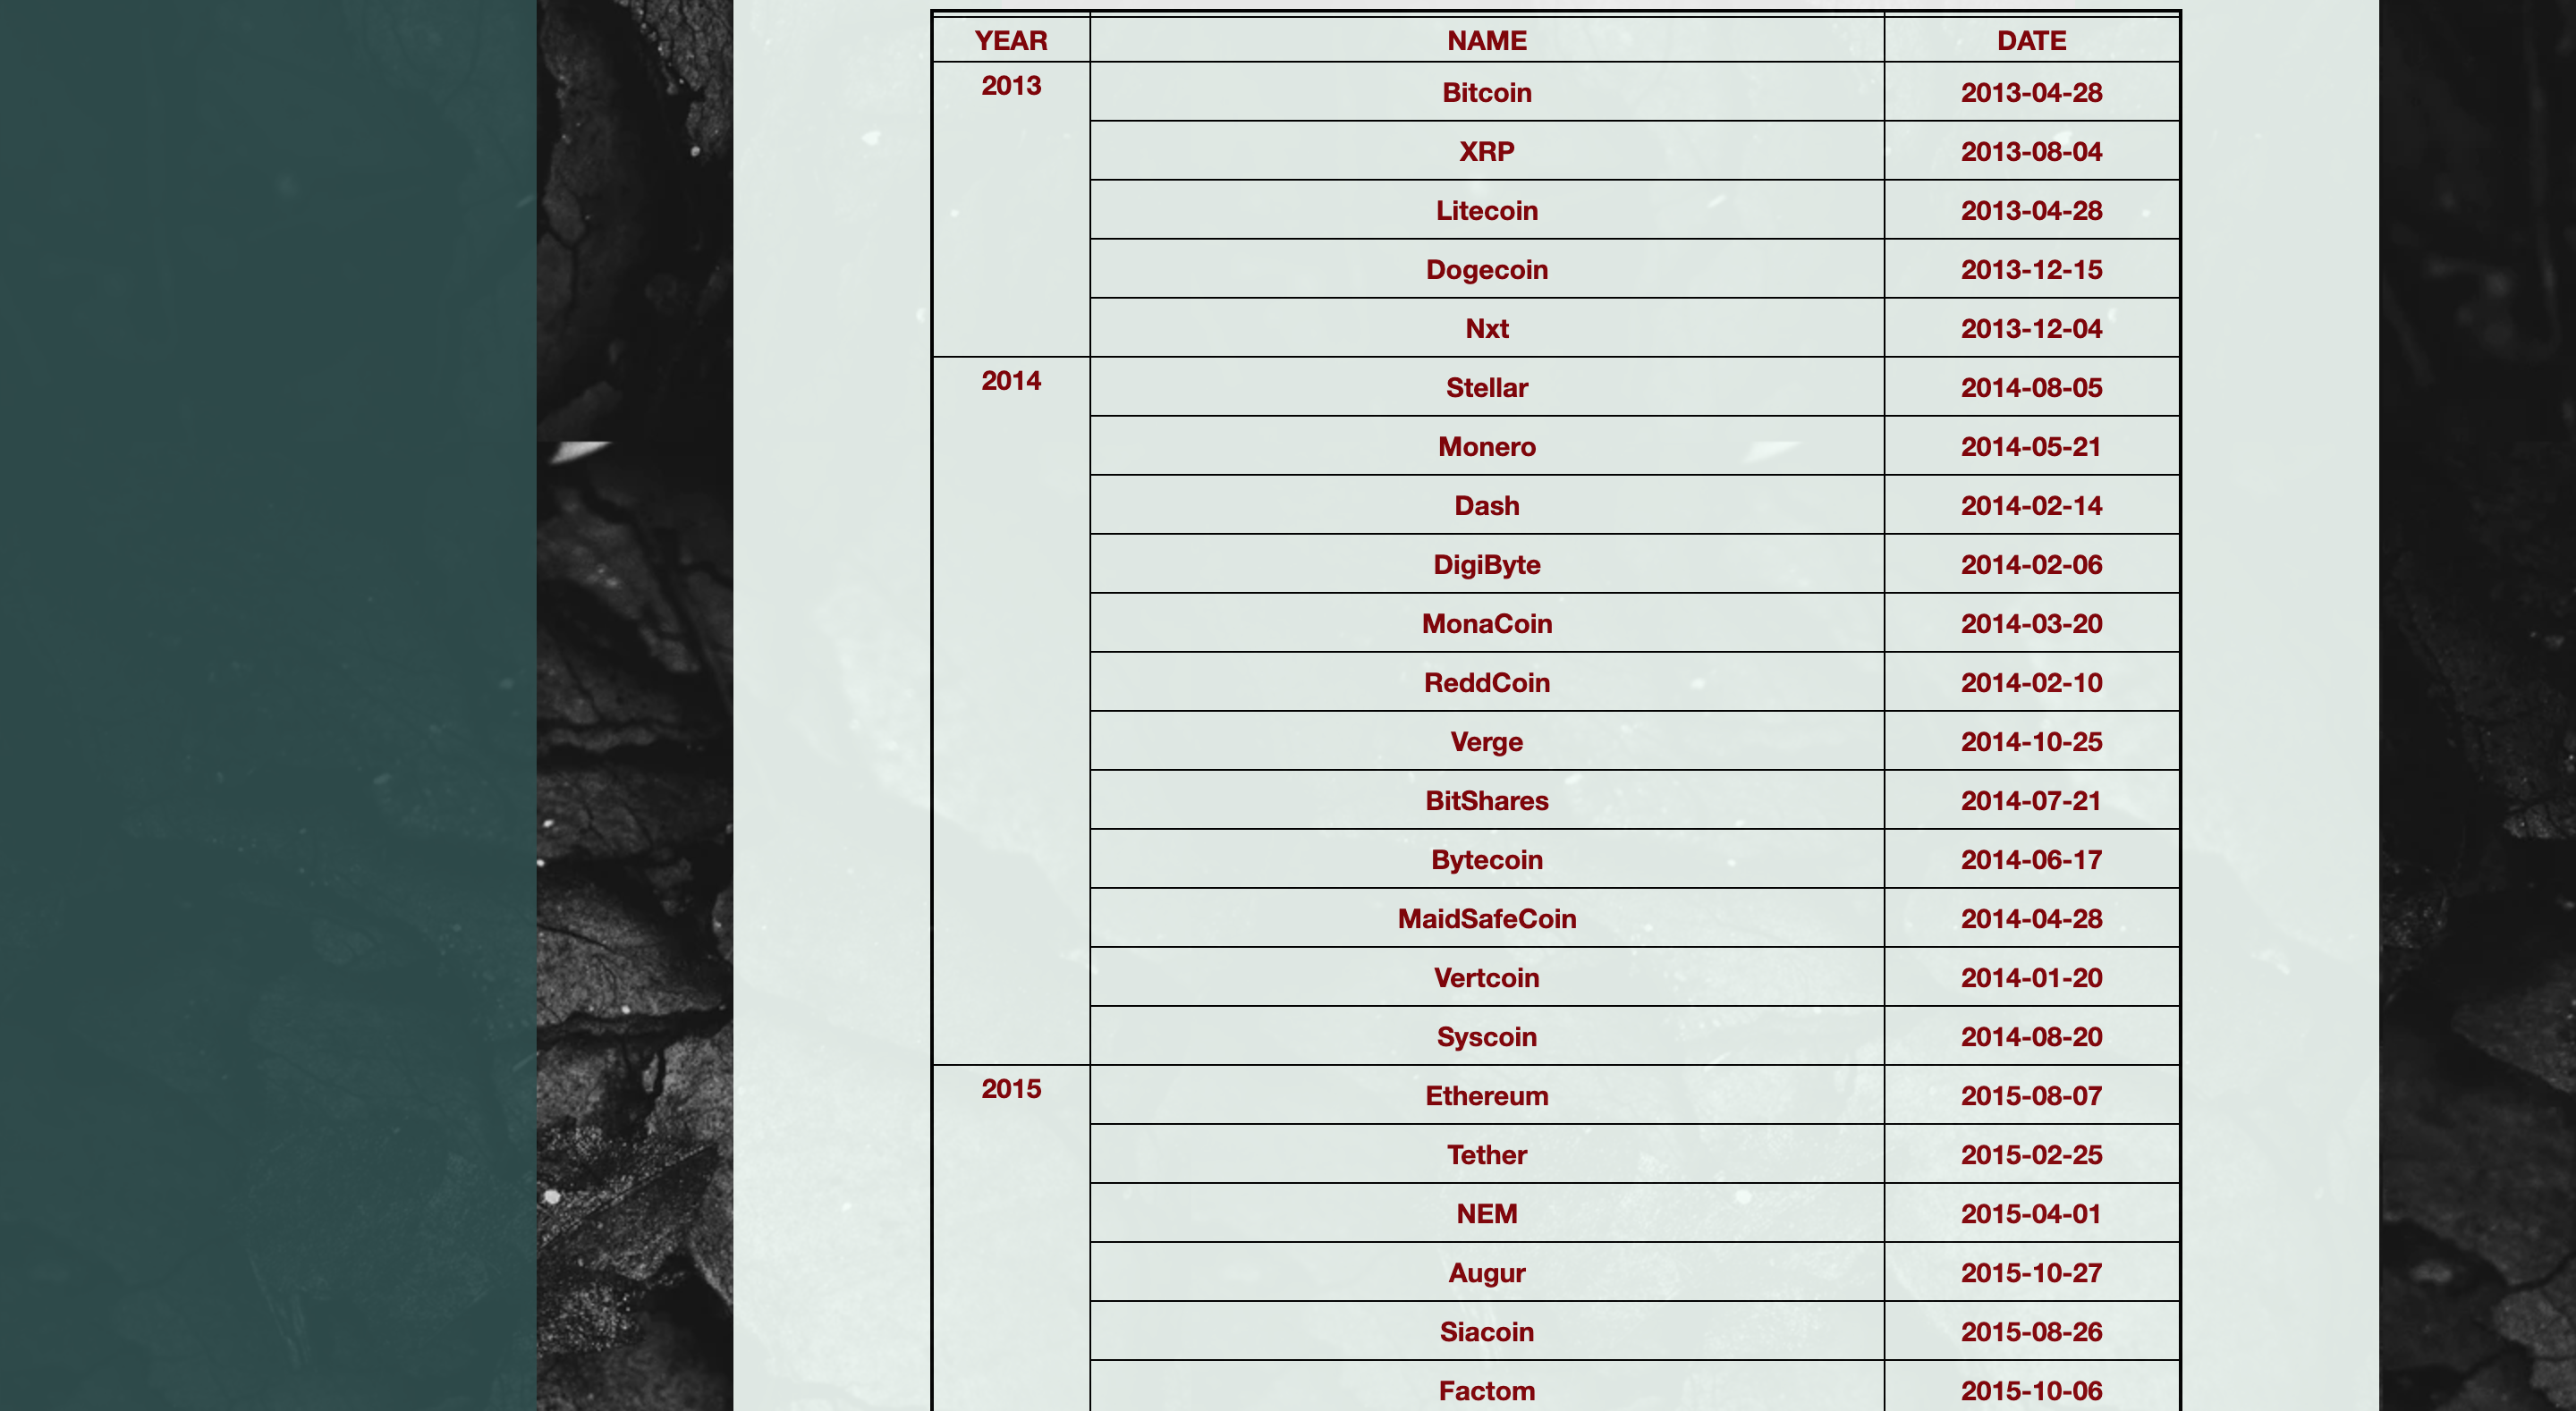 YEAR NAME DATE
2013 Bitcoin 2013-04-28
XRP 2013-08-04
Litecoin 2013-04-28
Dogecoin 2013-12-15
Nxt 2013-12-04
2014 Stellar 2014-08-05
Monero 2014-05-21
Dash 2014-02-14
DigiByte 2014-02-06
MonaCoin 2014-03-20
ReddCoin 2014-02-10
Verge 2014-10-25
BitShares 2014-07-21
Bytecoin 2014-06-17
MaidSafeCoin 2014-04-28
Vertcoin 2014-01-20
Syscoin 2014-08-20
2015 Ethereum 2015-08-07
Tether 2015-02-25
NEM 2015-04-01
Augur 2015-10-27
Siacoin 2015-08-26
Factom 2015-10-06